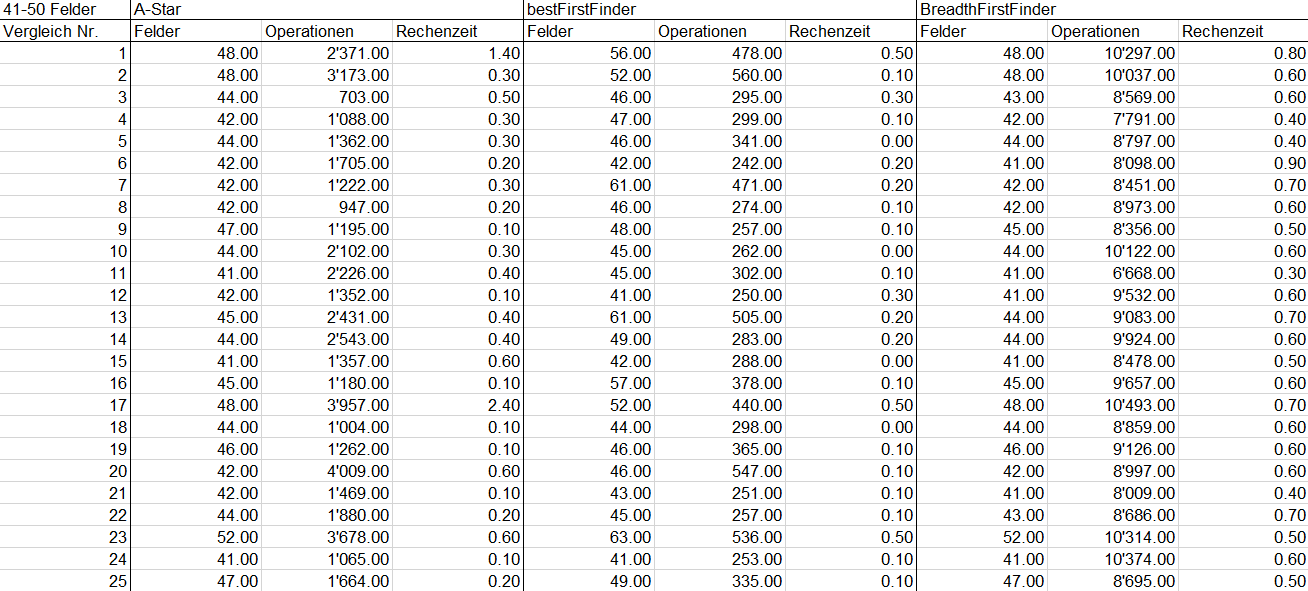 41-50 Felder A-Star bestFirstFinder BreadthFirstFinder
Vergleich Nr. Felder Operationen Rechenzeit Felder Operationen Rechenzeit Felder Operationen Rechenzeit
1 48.00 2'371.00 1.40 56.00 478.00 0.50 48.00 10'297.00 0.80
2 48.00 3'173.00 0.30 52.00 560.00 0.10 48.00 10'037.00 0.60
3 44.00 703.00 0.50 46.00 295.00 0.30 43.00 8'569.00 0.60
4 42.00 1'088.00 0.30 47.00 299.00 0.10 42.00 7'791.00 0.40
5 44.00 1'362.00 0.30 46.00 341.00 0.00 44.00 8'797.00 0.40
6 42.00 1'705.00 0.20 42.00 242.00 0.20 41.00 8'098.00 0.90
7 42.00 1'222.00 0.30 61.00 471.00 0.20 42.00 8'451.00 0.70
8 42.00 947.00 0.20 46.00 274.00 0.10 42.00 8'973.00 0.60
9 47.00 1'195.00 0.10 48.00 257.00 0.10 45.00 8'356.00 0.50
10 44.00 2'102.00 0.30 45.00 262.00 0.00 44.00 10'122.00 0.60
11 41.00 2'226.00 0.40 45.00 302.00 0.10 41.00 6'668.00 0.30
12 42.00 1'352.00 0.10 41.00 250.00 0.30 41.00 9'532.00 0.60
13 45.00 2'431.00 0.40 61.00 505.00 0.20 44.00 9'083.00 0.70
14 44.00 2'543.00 0.40 49.00 283.00 0.20 44.00 9'924.00 0.60
15 41.00 1'357.00 0.60 42.00 288.00 0.00 41.00 8'478.00 0.50
16 45.00 1'180.00 0.10 57.00 378.00 0.10 45.00 9'657.00 0.60
17 48.00 3'957.00 2.40 52.00 440.00 0.50 48.00 10'493.00 0.70
18 44.00 1'004.00 0.10 44.00 298.00 0.00 44.00 8'859.00 0.60
19 46.00 1'262.00 0.10 46.00 365.00 0.10 46.00 9'126.00 0.60
20 42.00 4'009.00 0.60 46.00 547.00 0.10 42.00 8'997.00 0.60
21 42.00 1'469.00 0.10 43.00 251.00 0.10 41.00 8'009.00 0.40
22 44.00 1'880.00 0.20 45.00 257.00 0.10 43.00 8'686.00 0.70
23 52.00 3'678.00 0.60 63.00 536.00 0.50 52.00 10'314.00 0.50
24 41.00 1'065.00 0.10 41.00 253.00 0.10 41.00 10'374.00 0.60
25 47.00 1'664.00 0.20 49.00 335.00 0.10 47.00 8'695.00 0.50